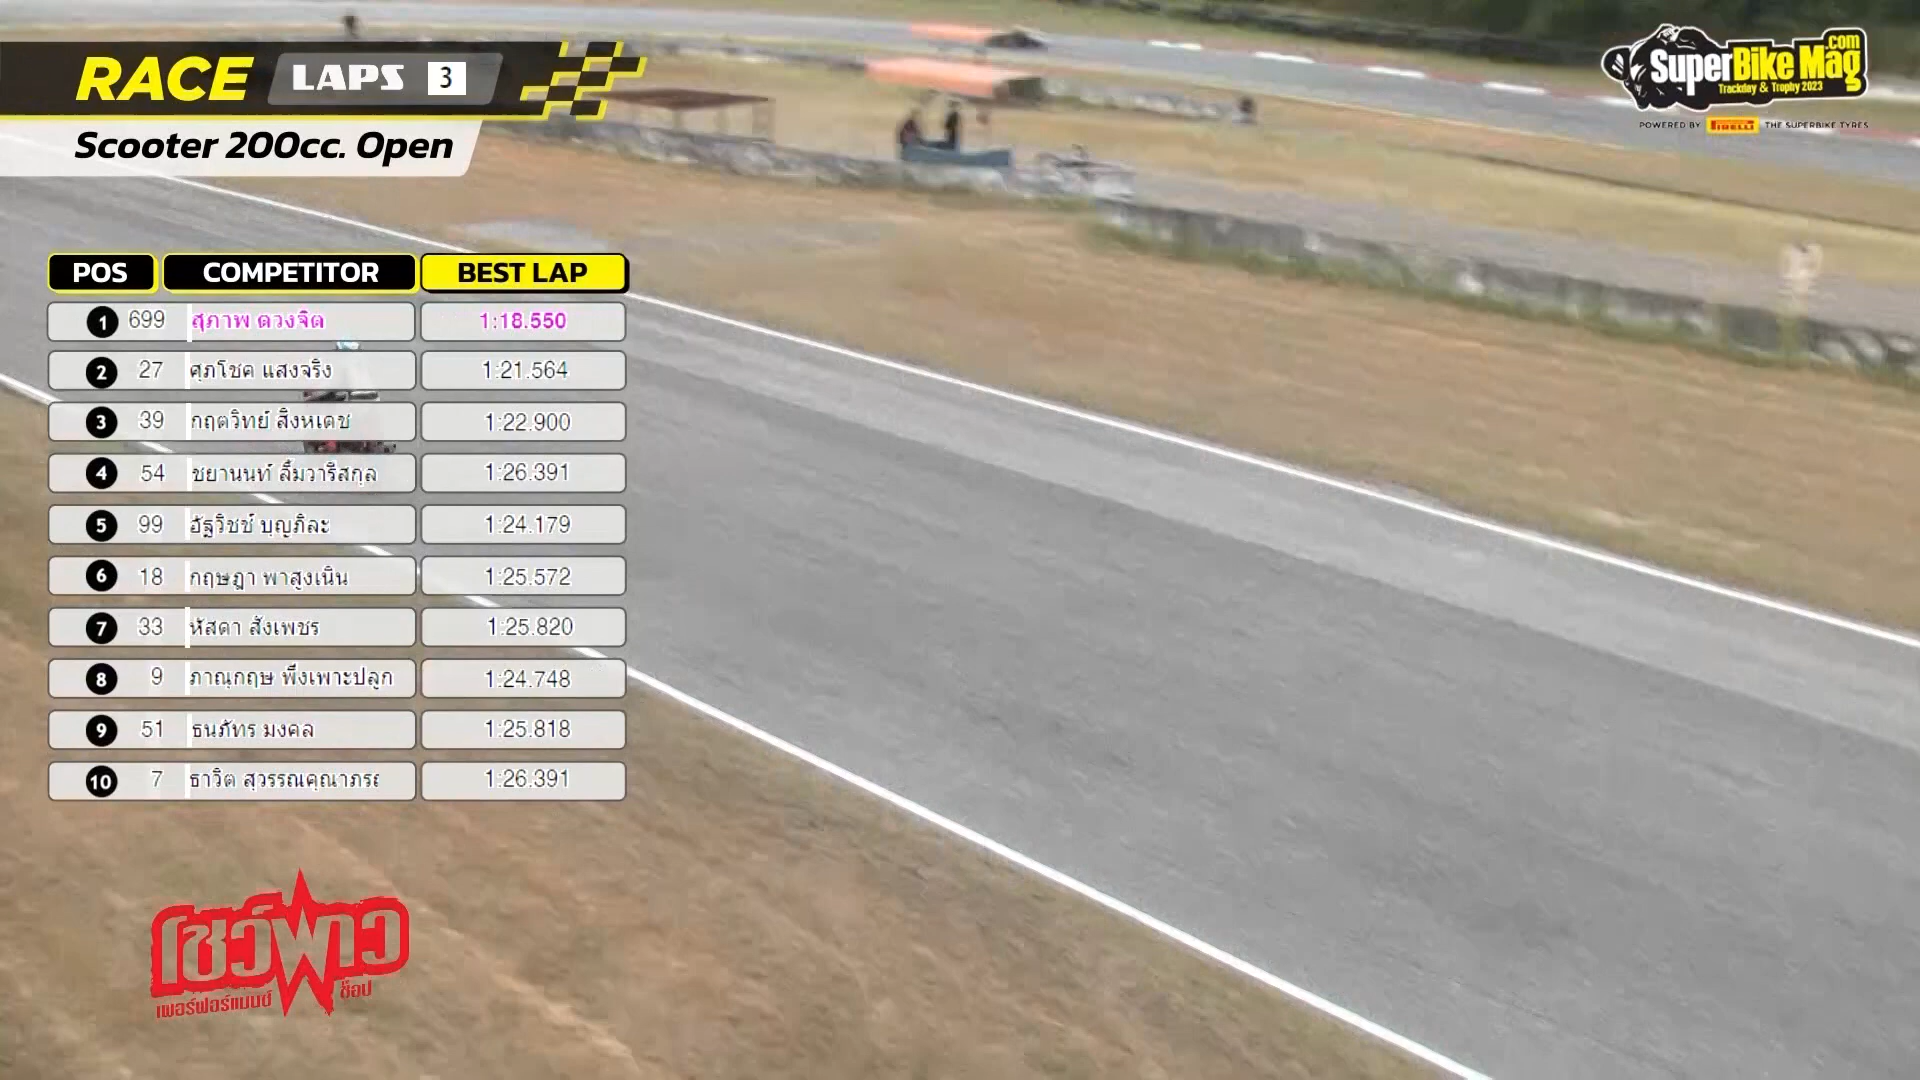 RACE LAPS 3
Scooter 200cc. Open
SuperBike Mag.com
Trackday & Trophy 2023
POWERED BY PIRELLI THE SUPERBIKE TYRES
POS COMPETITOR BEST LAP
1 699 สุภาพ ดวงจิต 1:18.550
2 27 ศุภโชค แสงจริง 1:21.564
3 39 กฤตวิทย์ สิงหเดช 1:22.900
4 54 ชยานนท์ ลิ้มวาริสกุล 1:26.391
5 99 อัฐวิชช์ บุญภิละ 1:24.179
6 18 กฤษฎา พาสูงเนิน 1:25.572
7 33 หัสดา สังเพชร 1:25.820
8 9 ภาณุกฤษ พึ่งเพาะปลูก 1:24.748
9 51 ธนภัทร มงคล 1:25.818
10 7 ธาวิต สุวรรณคุณาภรณ 1:26.391
โชว์พาว
เพอร์ฟอร์แมนซ์ ช็อป